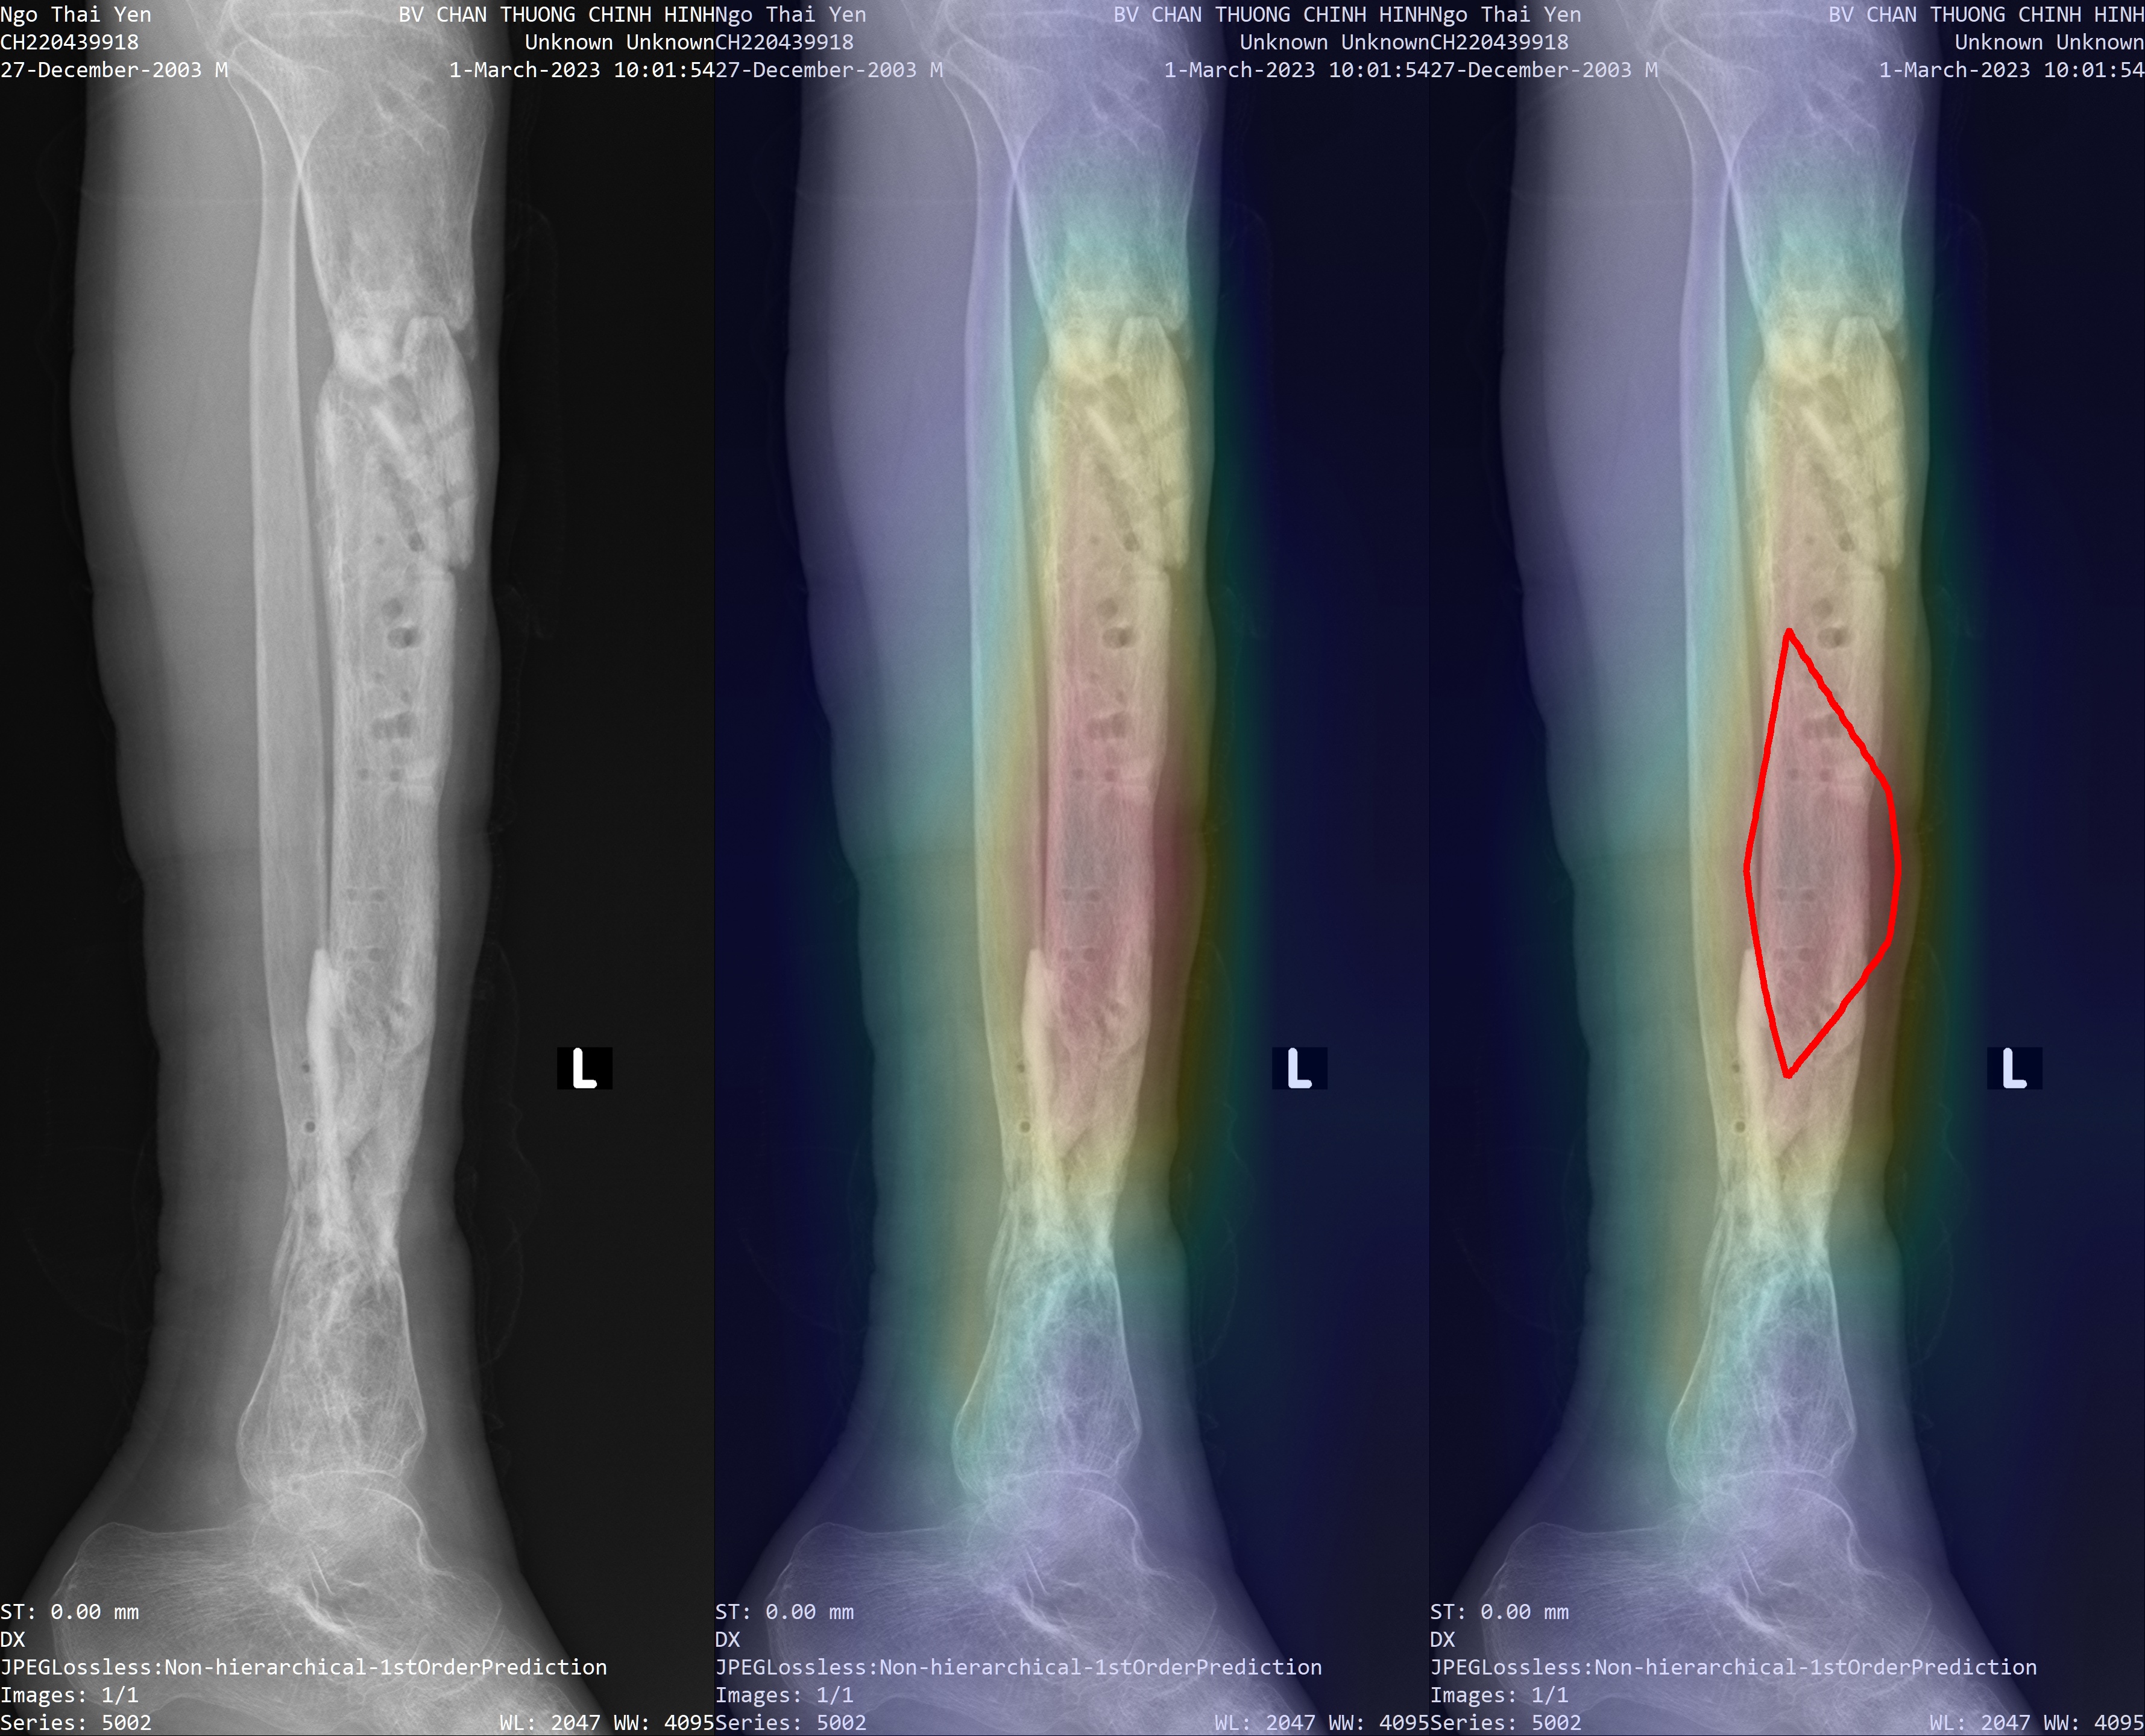 Ngo Thai Yen
CH220439918
27-December-2003 M
BV CHAN THUONG CHINH HINH
Unknown Unknown
1-March-2023 10:01:54
L
ST: 0.00 mm
DX
JPEGLossless:Non-hierarchical-1stOrderPrediction
Images: 1/1
Series: 5002
WL: 2047 WW: 4095
Ngo Thai Yen
CH220439918
27-December-2003 M
BV CHAN THUONG CHINH HINH
Unknown Unknown
1-March-2023 10:01:54
L
ST: 0.00 mm
DX
JPEGLossless:Non-hierarchical-1stOrderPrediction
Images: 1/1
Series: 5002
WL: 2047 WW: 4095
Ngo Thai Yen
CH220439918
27-December-2003 M
BV CHAN THUONG CHINH HINH
Unknown Unknown
1-March-2023 10:01:54
L
ST: 0.00 mm
DX
JPEGLossless:Non-hierarchical-1stOrderPrediction
Images: 1/1
Series: 5002
WL: 2047 WW: 4095